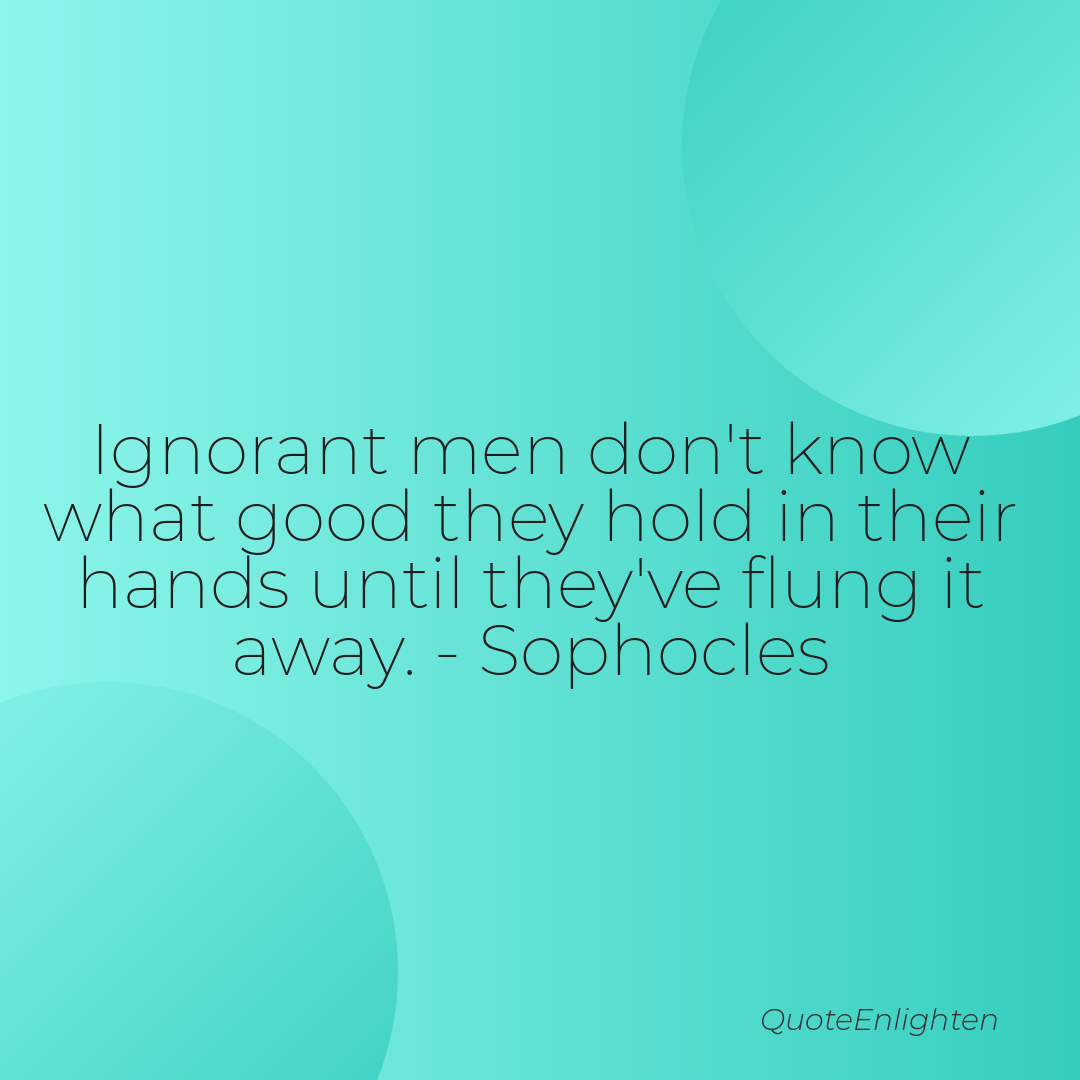 Ignorant men don't know
what good they hold in their
hands until they've flung it
away. - Sophocles
QuoteEnlighten